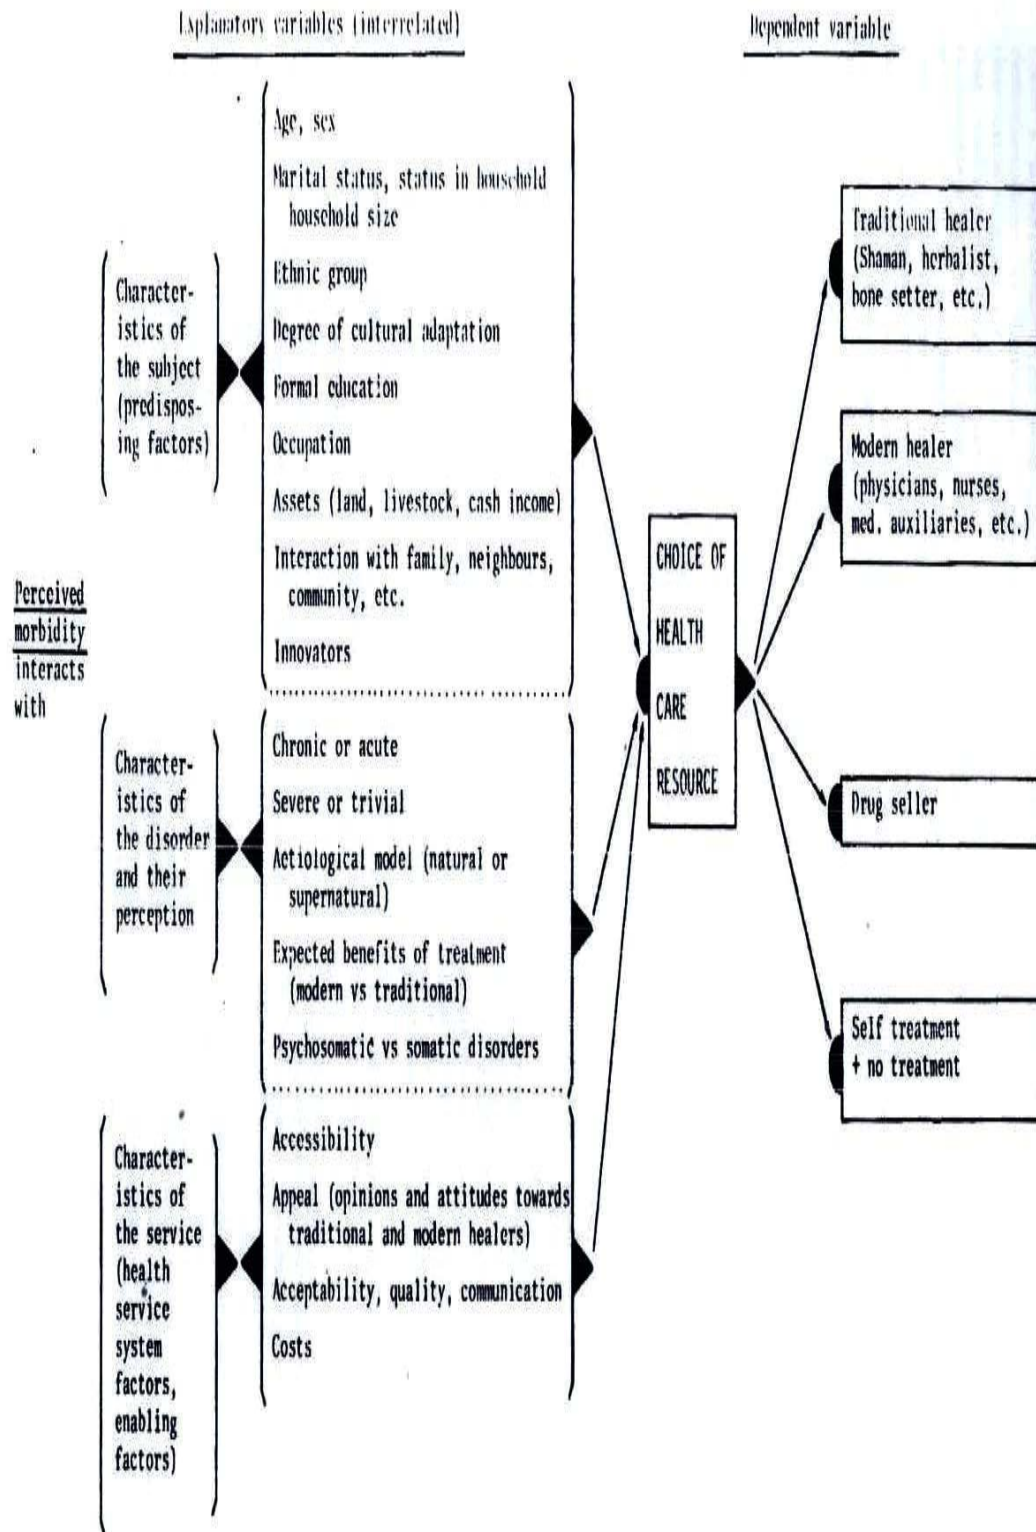 Explanatory variables (interrelated)
Dependent variable
Perceived
morbidity
interacts
with
Character-
istics of
the subject
(predispos-
ing factors)
Age, sex
Marital status, status in household
household size
Ethnic group
Degree of cultural adaptation
Formal education
Occupation
Assets (land, livestock, cash income)
Interaction with family, neighbours,
community, etc.
Innovators
Character-
istics of
the disorder
and their
perception
Chronic or acute
Severe or trivial
Aetiological model (natural or
supernatural)
Expected benefits of treatment
(modern vs traditional)
Psychosomatic vs somatic disorders
Character-
istics of
the service
(health
service
system
factors,
enabling
factors)
Accessibility
Appeal (opinions and attitudes towards
traditional and modern healers)
Acceptability, quality, communication
Costs
CHOICE OF
HEALTH
CARE
RESOURCE
Traditional healer
(Shaman, herbalist,
bone setter, etc.)
Modern healer
(physicians, nurses,
med. auxiliaries, etc.)
Drug seller
Self treatment
+ no treatment